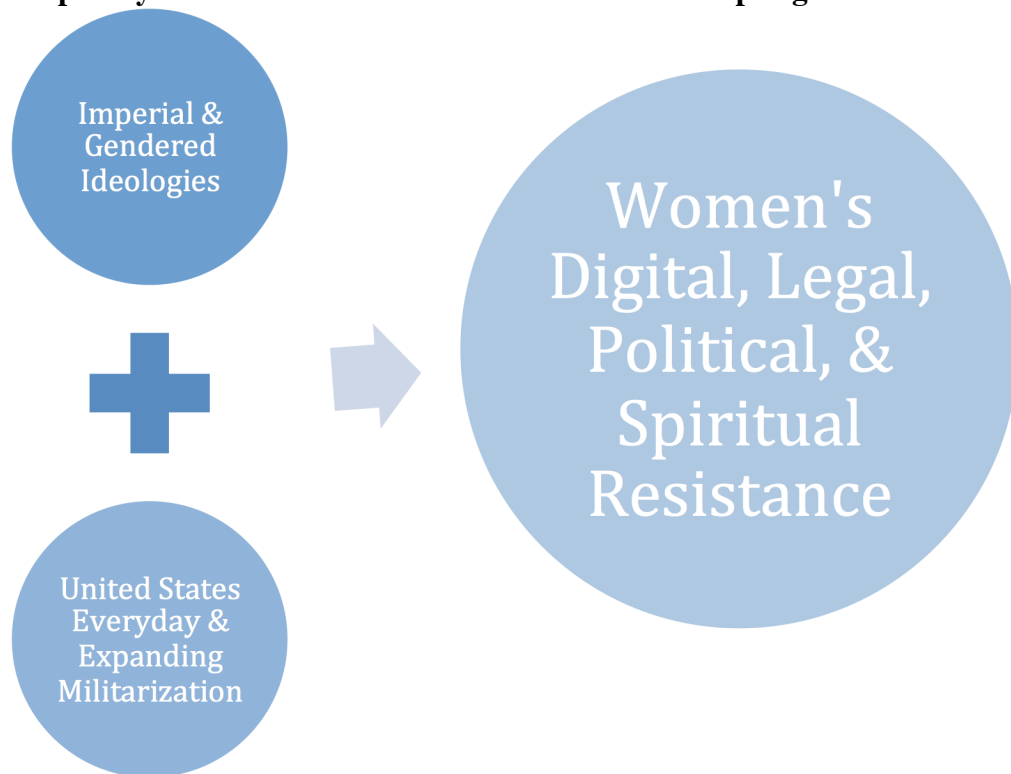 Imperial &
Gendered
Ideologies
United States
Everyday &
Expanding
Militarization
Women's
Digital, Legal,
Political, &
Spiritual
Resistance